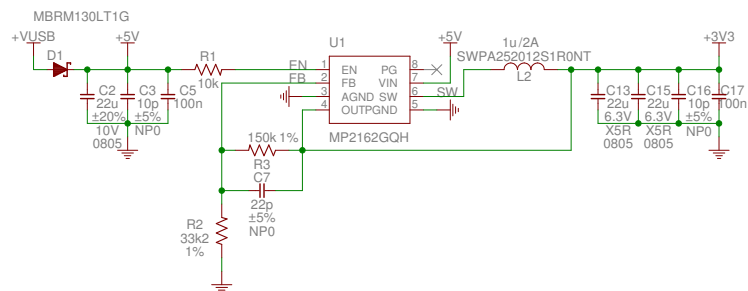 MBRM130LT1G
+VUSB
D1
+5V
C2
22u
±20%
10V
0805
C3
10p
±5%
NP0
C5
100n
R1
10k
EN
FB
U1
1
EN
2
FB
3
AGND
4
OUT
PG
8
VIN
7
SW
6
PGND
5
MP2162GQH
+5V
SW
1u/2A
SWPA252012S1R0NT
L2
+3V3
C13
22u
6.3V
X5R
0805
C15
22u
6.3V
X5R
0805
C16
10p
±5%
NP0
C17
100n
150k 1%
R3
C7
22p
±5%
NP0
R2
33k2
1%